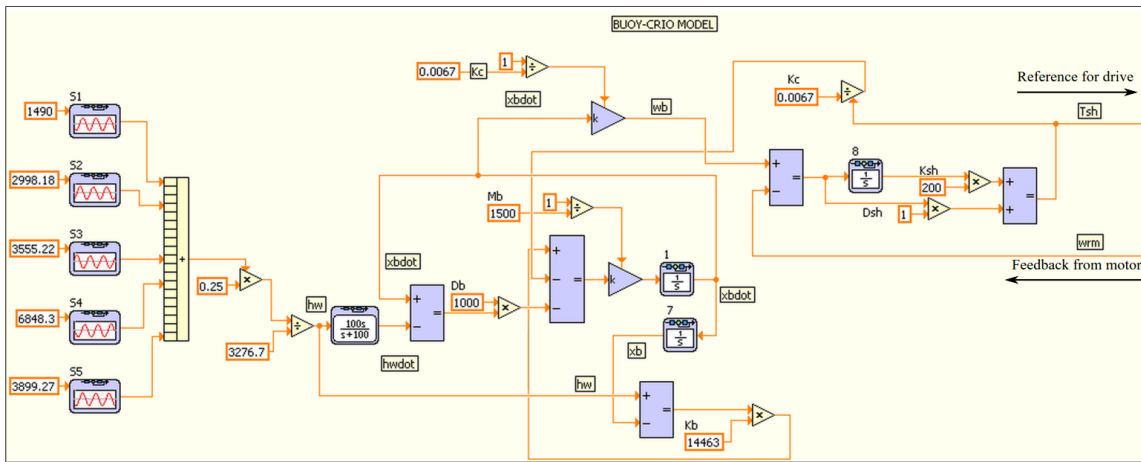 BUOY-CRIO MODEL
1
0.0067
Kc
÷
xbdot
k
wb
Kc
0.0067
÷
Reference for drive
Tsh
S1
1490
S2
2998.18
S3
3555.22
S4
6848.3
S5
3899.27
+
×
0.25
÷
3276.7
hw
100s
s+100
hwdot
xbdot
+
−
=
Db
1000
×
Mb
1
1500
÷
+
−
−
=
k
1
1
S
xbdot
7
1
S
xb
hw
+
−
=
Kb
14463
×
+
−
=
8
1
S
Ksh
200
×
Dsh
1
×
+
+
=
wrm
Feedback from motor